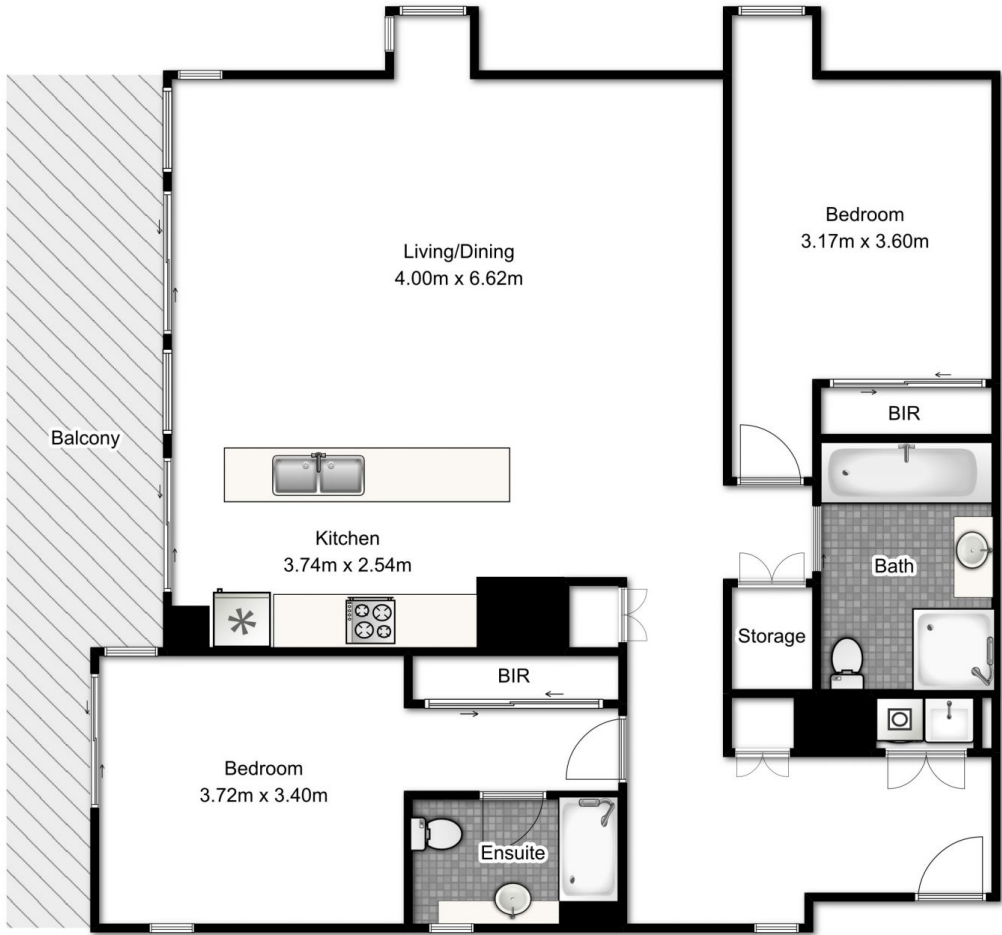 Living/Dining
4.00m x 6.62m
Bedroom
3.17m x 3.60m
BIR
Balcony
Kitchen
3.74m x 2.54m
Bath
Storage
BIR
Bedroom
3.72m x 3.40m
Ensuite